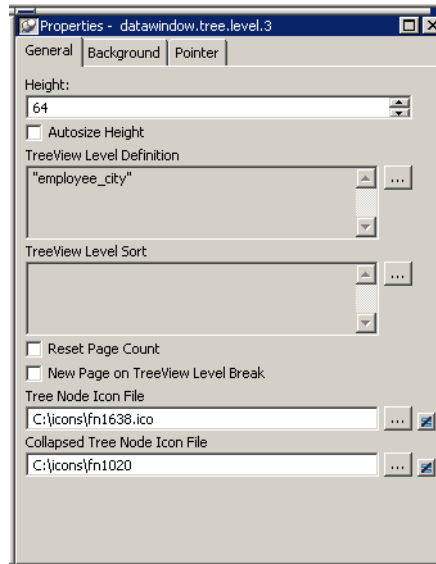 Properties - datawindow.tree.level.3
General Background Pointer
Height:
64
Autosize Height
TreeView Level Definition
"employee_city"
...
TreeView Level Sort
...
Reset Page Count
New Page on TreeView Level Break
Tree Node Icon File
C:\icons\fn1638.ico ...
Collapsed Tree Node Icon File
C:\icons\fn1020 ...